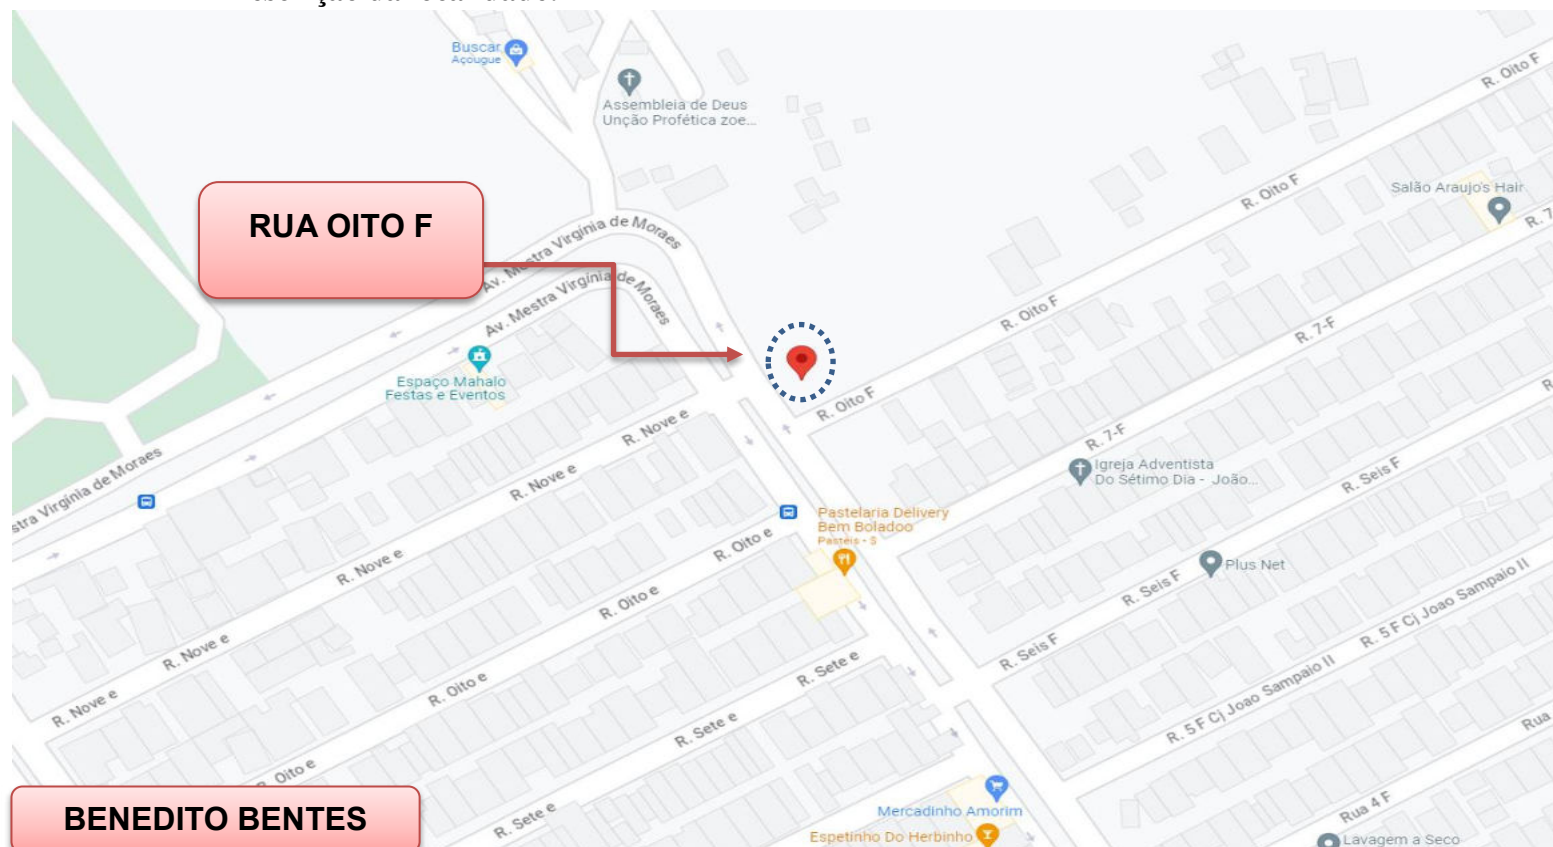 Buscar
Açougue
Assembleia de Deus
Unção Profética zoe...
R. Oito F
RUA OITO F
Av. Mestra Virgínia de Moraes
Av. Mestra Virgínia de Moraes
R. Oito F
Salão Araujo's Hair
R. 7
R. Oito F
R. 7-F
Espaço Mahalo
Festas e Eventos
R. Oito F
R. Nove e
R. 7-F
R
stra Virgínia de Moraes
R. Nove e
Igreja Adventista
Do Sétimo Dia - João...
R. Seis F
Pastelaria Delivery
Bem Boladoo
Pastéis - $
R. Oito e
R. Nove e
Plus Net
R. Seis F
R. Oito e
R. 5 F Cj Joao Sampaio II
R. Nove e
R. Seis F
R. Sete e
R. Oito e
R. Nove e
R. 5 F Cj Joao Sampaio II
R. Sete e
Rua
R. Oito e
BENEDITO BENTES
R. Sete e
Mercadinho Amorim
Espetinho Do Herbinho
Rua 4 F
Lavagem a Seco